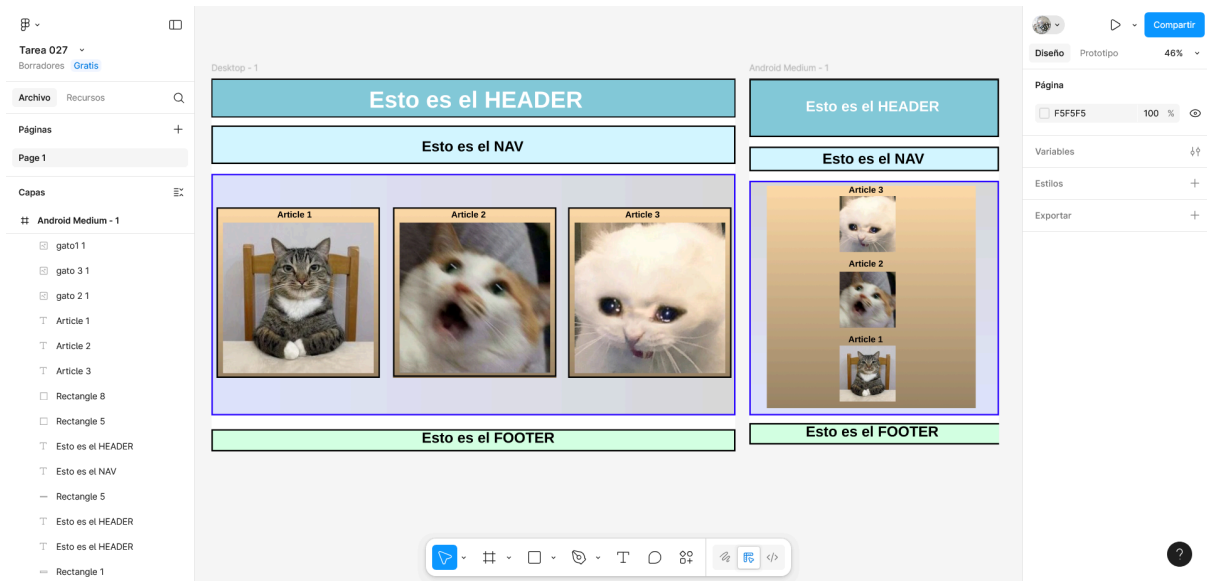 Tarea 027
Borradores Gratis
Archivo Recursos
Páginas
Page 1
Capas
Android Medium - 1
gato1 1
gato 3 1
gato 2 1
Article 1
Article 2
Article 3
Rectangle 8
Rectangle 5
Esto es el HEADER
Esto es el NAV
Rectangle 5
Esto es el HEADER
Esto es el HEADER
Rectangle 1
Desktop - 1
Esto es el HEADER
Esto es el NAV
Article 1
Article 2
Article 3
Esto es el FOOTER
Android Medium - 1
Esto es el HEADER
Esto es el NAV
Article 3
Article 2
Article 1
Esto es el FOOTER
Compartir
Diseño Prototipo 46%
Página
F5F5F5 100 %
Variables
Estilos
Exportar
?